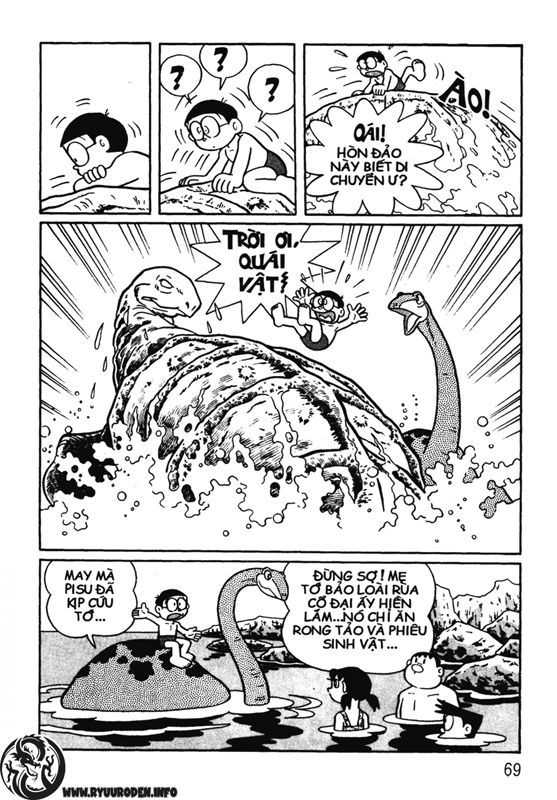 ?
?
?
QÁI!
HÒN ĐẢO
NÀY BIẾT DI
CHUYỂN Ư?
ÀO!
TRỜI ƠI,
QUÁI
VẬT!
MAY MÀ
PISU ĐÃ
KỊP CỨU
TỚ...
ĐỪNG SỢ! MẸ
TỚ BẢO LOÀI RÙA
CỔ ĐẠI ẤY HIỀN
LẮM...NÓ CHỈ ĂN
RONG TẢO VÀ PHIÊU
SINH VẬT...
69
WWW.RYUURODEN.INFO